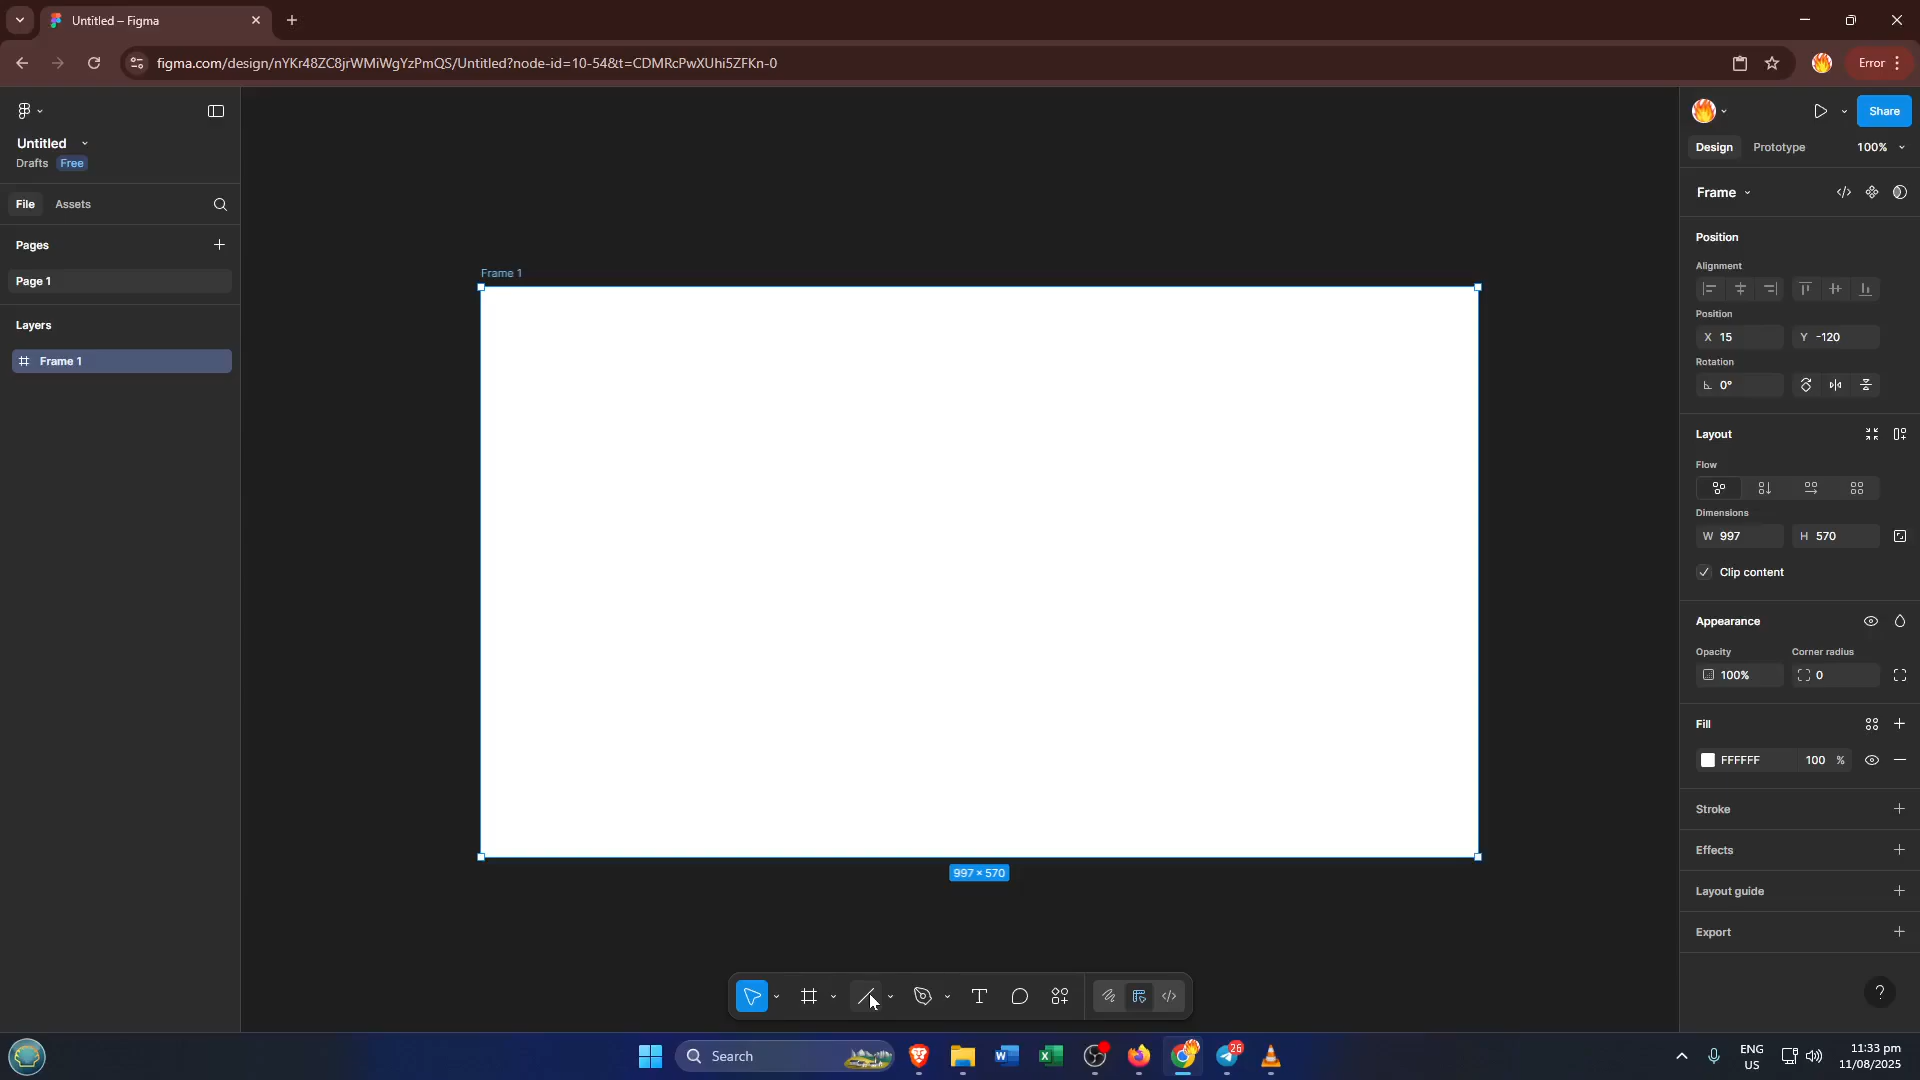 Untitled – Figma
figma.com/design/nYKr48ZC8jrWMiWgYzPmQS/Untitled?node-id=10-54&t=CDMRcPwXUhi5ZFKn-0
Error
Untitled
Drafts Free
File Assets
Pages
Page 1
Layers
Frame 1
Frame 1
997 × 570
Share
Design Prototype 100%
Frame
Position
Alignment
Position
X 15 Y -120
Rotation
0°
Layout
Flow
Dimensions
W 997 H 570
Clip content
Appearance
Opacity Corner radius
100% 0
Fill
FFFFFF 100 %
Stroke
Effects
Layout guide
Export
?
Search
26
ENG
US
11:33 pm
11/08/2025